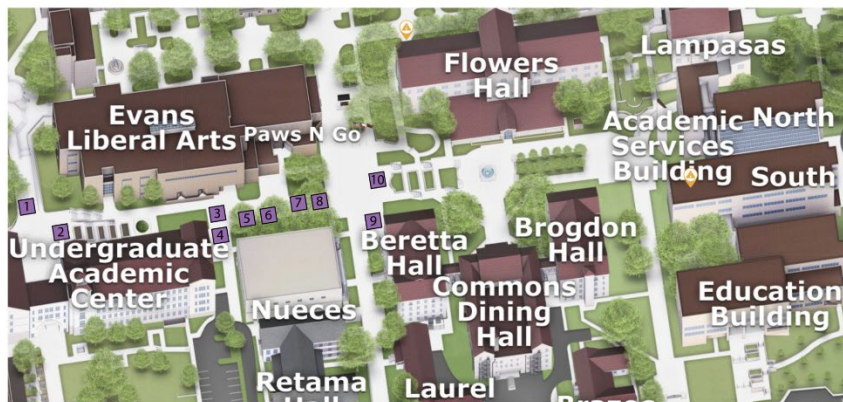 Lampasas
Flowers
Hall
Evans
Liberal Arts
Paws N Go
Academic
Services
Building
North
South
10
1
2
3
4
5
6
7
8
9
Undergraduate
Academic
Center
Beretta
Hall
Brogdon
Hall
Commons
Dining
Hall
Education
Building
Nueces
Retama
Hall
Laurel
Brazos